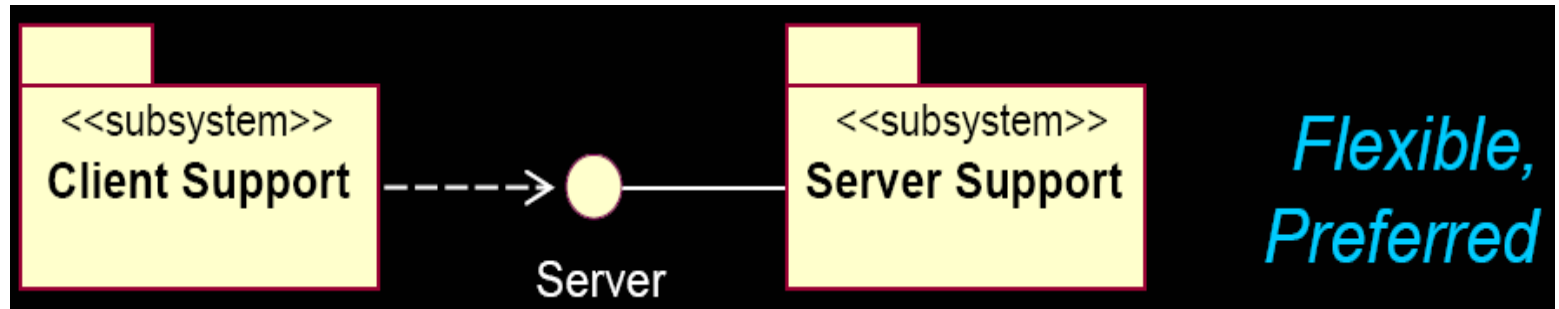 <<subsystem>>
Client Support
Server
<<subsystem>>
Server Support
Flexible,
Preferred